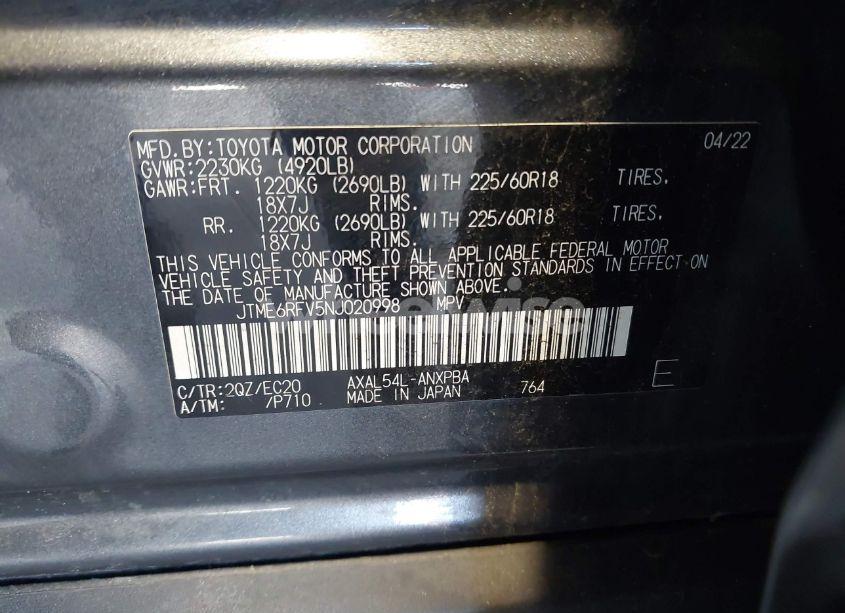 MFD.BY:TOYOTA MOTOR CORPORATION 04/22
GVWR:2230KG (4920LB)
GAWR:FRT. 1220KG (2690LB) WITH 225/60R18 TIRES.
18X7J RIMS.
RR. 1220KG (2690LB) WITH 225/60R18 TIRES.
18X7J RIMS.
THIS VEHICLE CONFORMS TO ALL APPLICABLE FEDERAL MOTOR
VEHICLE SAFETY AND THEFT PREVENTION STANDARDS IN EFFECT ON
THE DATE OF MANUFACTURE SHOWN ABOVE.
JTME6RFV5NJ020998 MPV
C/TR:2QZ/EC20 AXAL54L-ANXPBA 764 E
A/TM: /P710 MADE IN JAPAN